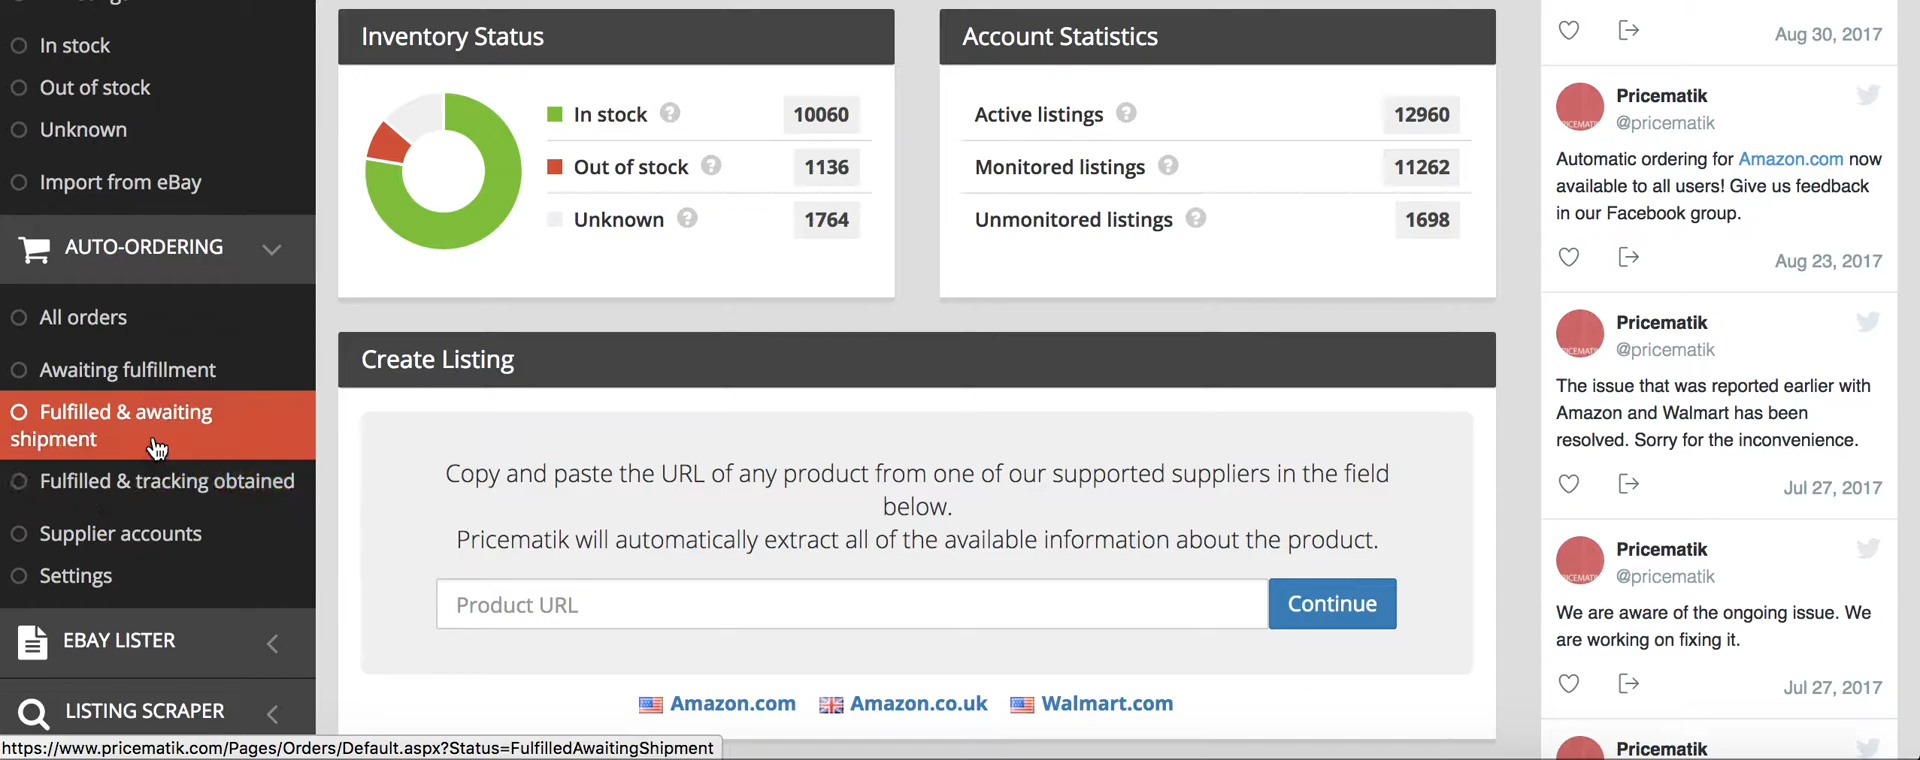 In stock
Out of stock
Unknown
Import from eBay
AUTO-ORDERING
All orders
Awaiting fulfillment
Fulfilled & awaiting
shipment
Fulfilled & tracking obtained
Supplier accounts
Settings
EBAY LISTER
LISTING SCRAPER
https://www.pricematik.com/Pages/Orders/Default.aspx?Status=FulfilledAwaitingShipment
Inventory Status
In stock ? 10060
Out of stock ? 1136
Unknown ? 1764
Account Statistics
Active listings ? 12960
Monitored listings ? 11262
Unmonitored listings ? 1698
Create Listing
Copy and paste the URL of any product from one of our supported suppliers in the field
below.
Pricematik will automatically extract all of the available information about the product.
Product URL
Continue
Amazon.com Amazon.co.uk Walmart.com
Aug 30, 2017
Pricematik
@pricematik
Automatic ordering for Amazon.com now
available to all users! Give us feedback
in our Facebook group.
Aug 23, 2017
Pricematik
@pricematik
The issue that was reported earlier with
Amazon and Walmart has been
resolved. Sorry for the inconvenience.
Jul 27, 2017
Pricematik
@pricematik
We are aware of the ongoing issue. We
are working on fixing it.
Jul 27, 2017
Pricematik